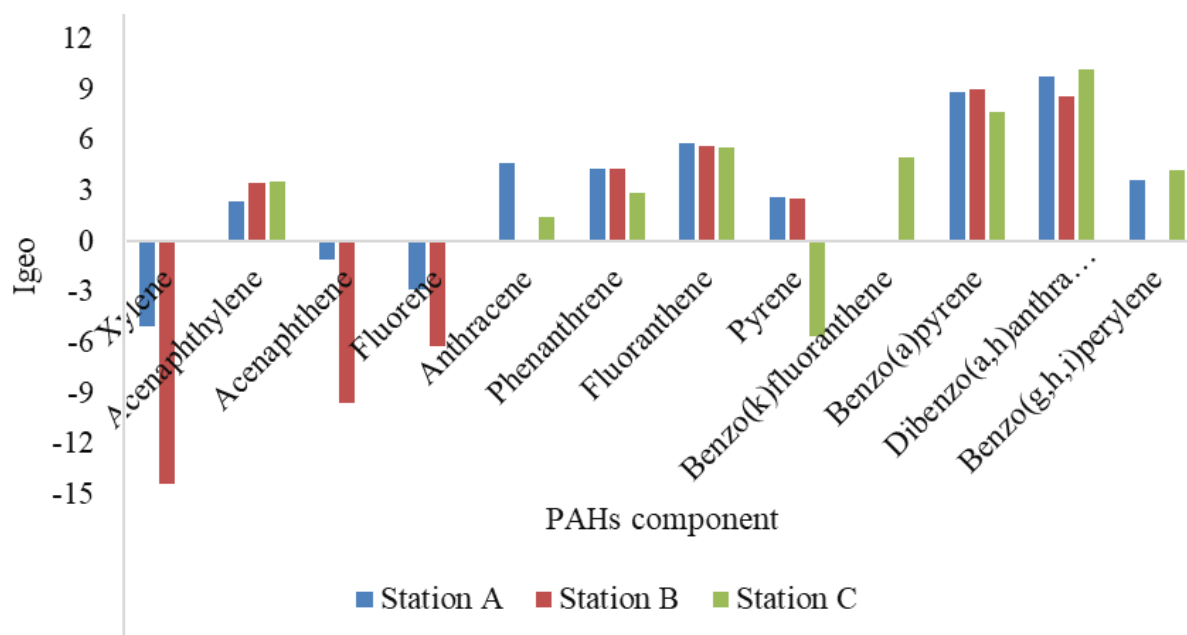 12
9
6
3
0
-3
-6
-9
-12
-15
Igeo
Xylene
Acenaphthylene
Acenaphthene
Fluorene
Anthracene
Phenanthrene
Fluoranthene
Pyrene
Benzo(k)fluoranthene
Benzo(a)pyrene
Dibenzo(a,h)anthra...
Benzo(g,h,i)perylene
PAHs component
Station A Station B Station C